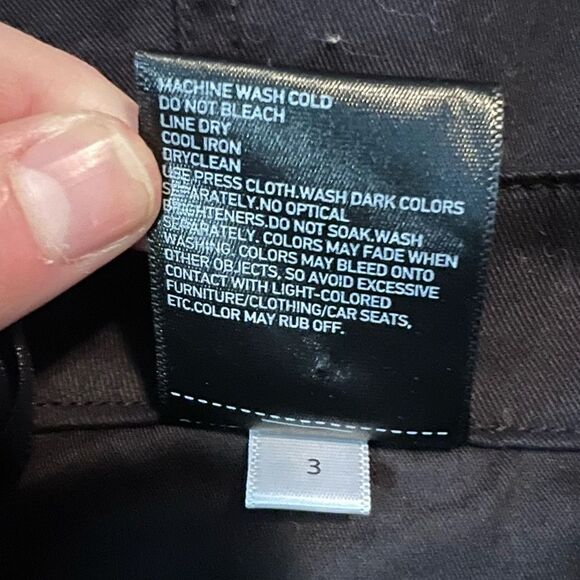 MACHINE WASH COLD
DO NOT BLEACH
LINE DRY
COOL IRON
DRYCLEAN
USE PRESS CLOTH.WASH DARK COLORS
SEPARATELY.NO OPTICAL
BRIGHTENERS.DO NOT SOAK.WASH
SEPARATELY. COLORS MAY FADE WHEN
WASHING. COLORS MAY BLEED ONTO
OTHER OBJECTS, SO AVOID EXCESSIVE
CONTACT WITH LIGHT-COLORED
FURNITURE/CLOTHING/CAR SEATS,
ETC.COLOR MAY RUB OFF.
3